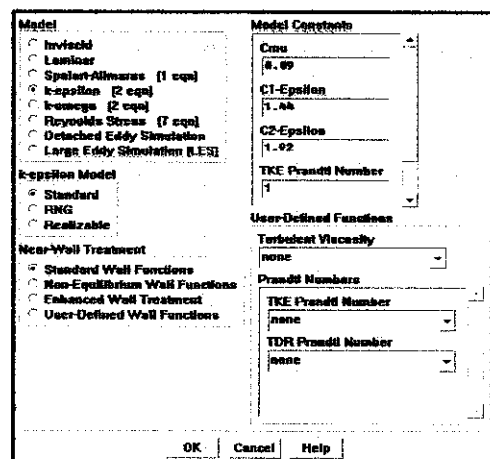 Model
Inviscid
Laminar
Spalart-Allmaras (1 eqn)
k-epsilon (2 eqn)
k-omega (2 eqn)
Reynolds Stress (7 eqn)
Detached Eddy Simulation
Large Eddy Simulation (LES)
k-epsilon Model
Standard
RNG
Realizable
Near-Wall Treatment
Standard Wall Functions
Non-Equilibrium Wall Functions
Enhanced Wall Treatment
User-Defined Wall Functions
Model Constants
Cmu
0.09
C1-Epsilon
1.44
C2-Epsilon
1.92
TKE Prandtl Number
1
User-Defined Functions
Turbulent Viscosity
none
Prandtl Numbers
TKE Prandtl Number
none
TDR Prandtl Number
none
OK Cancel Help